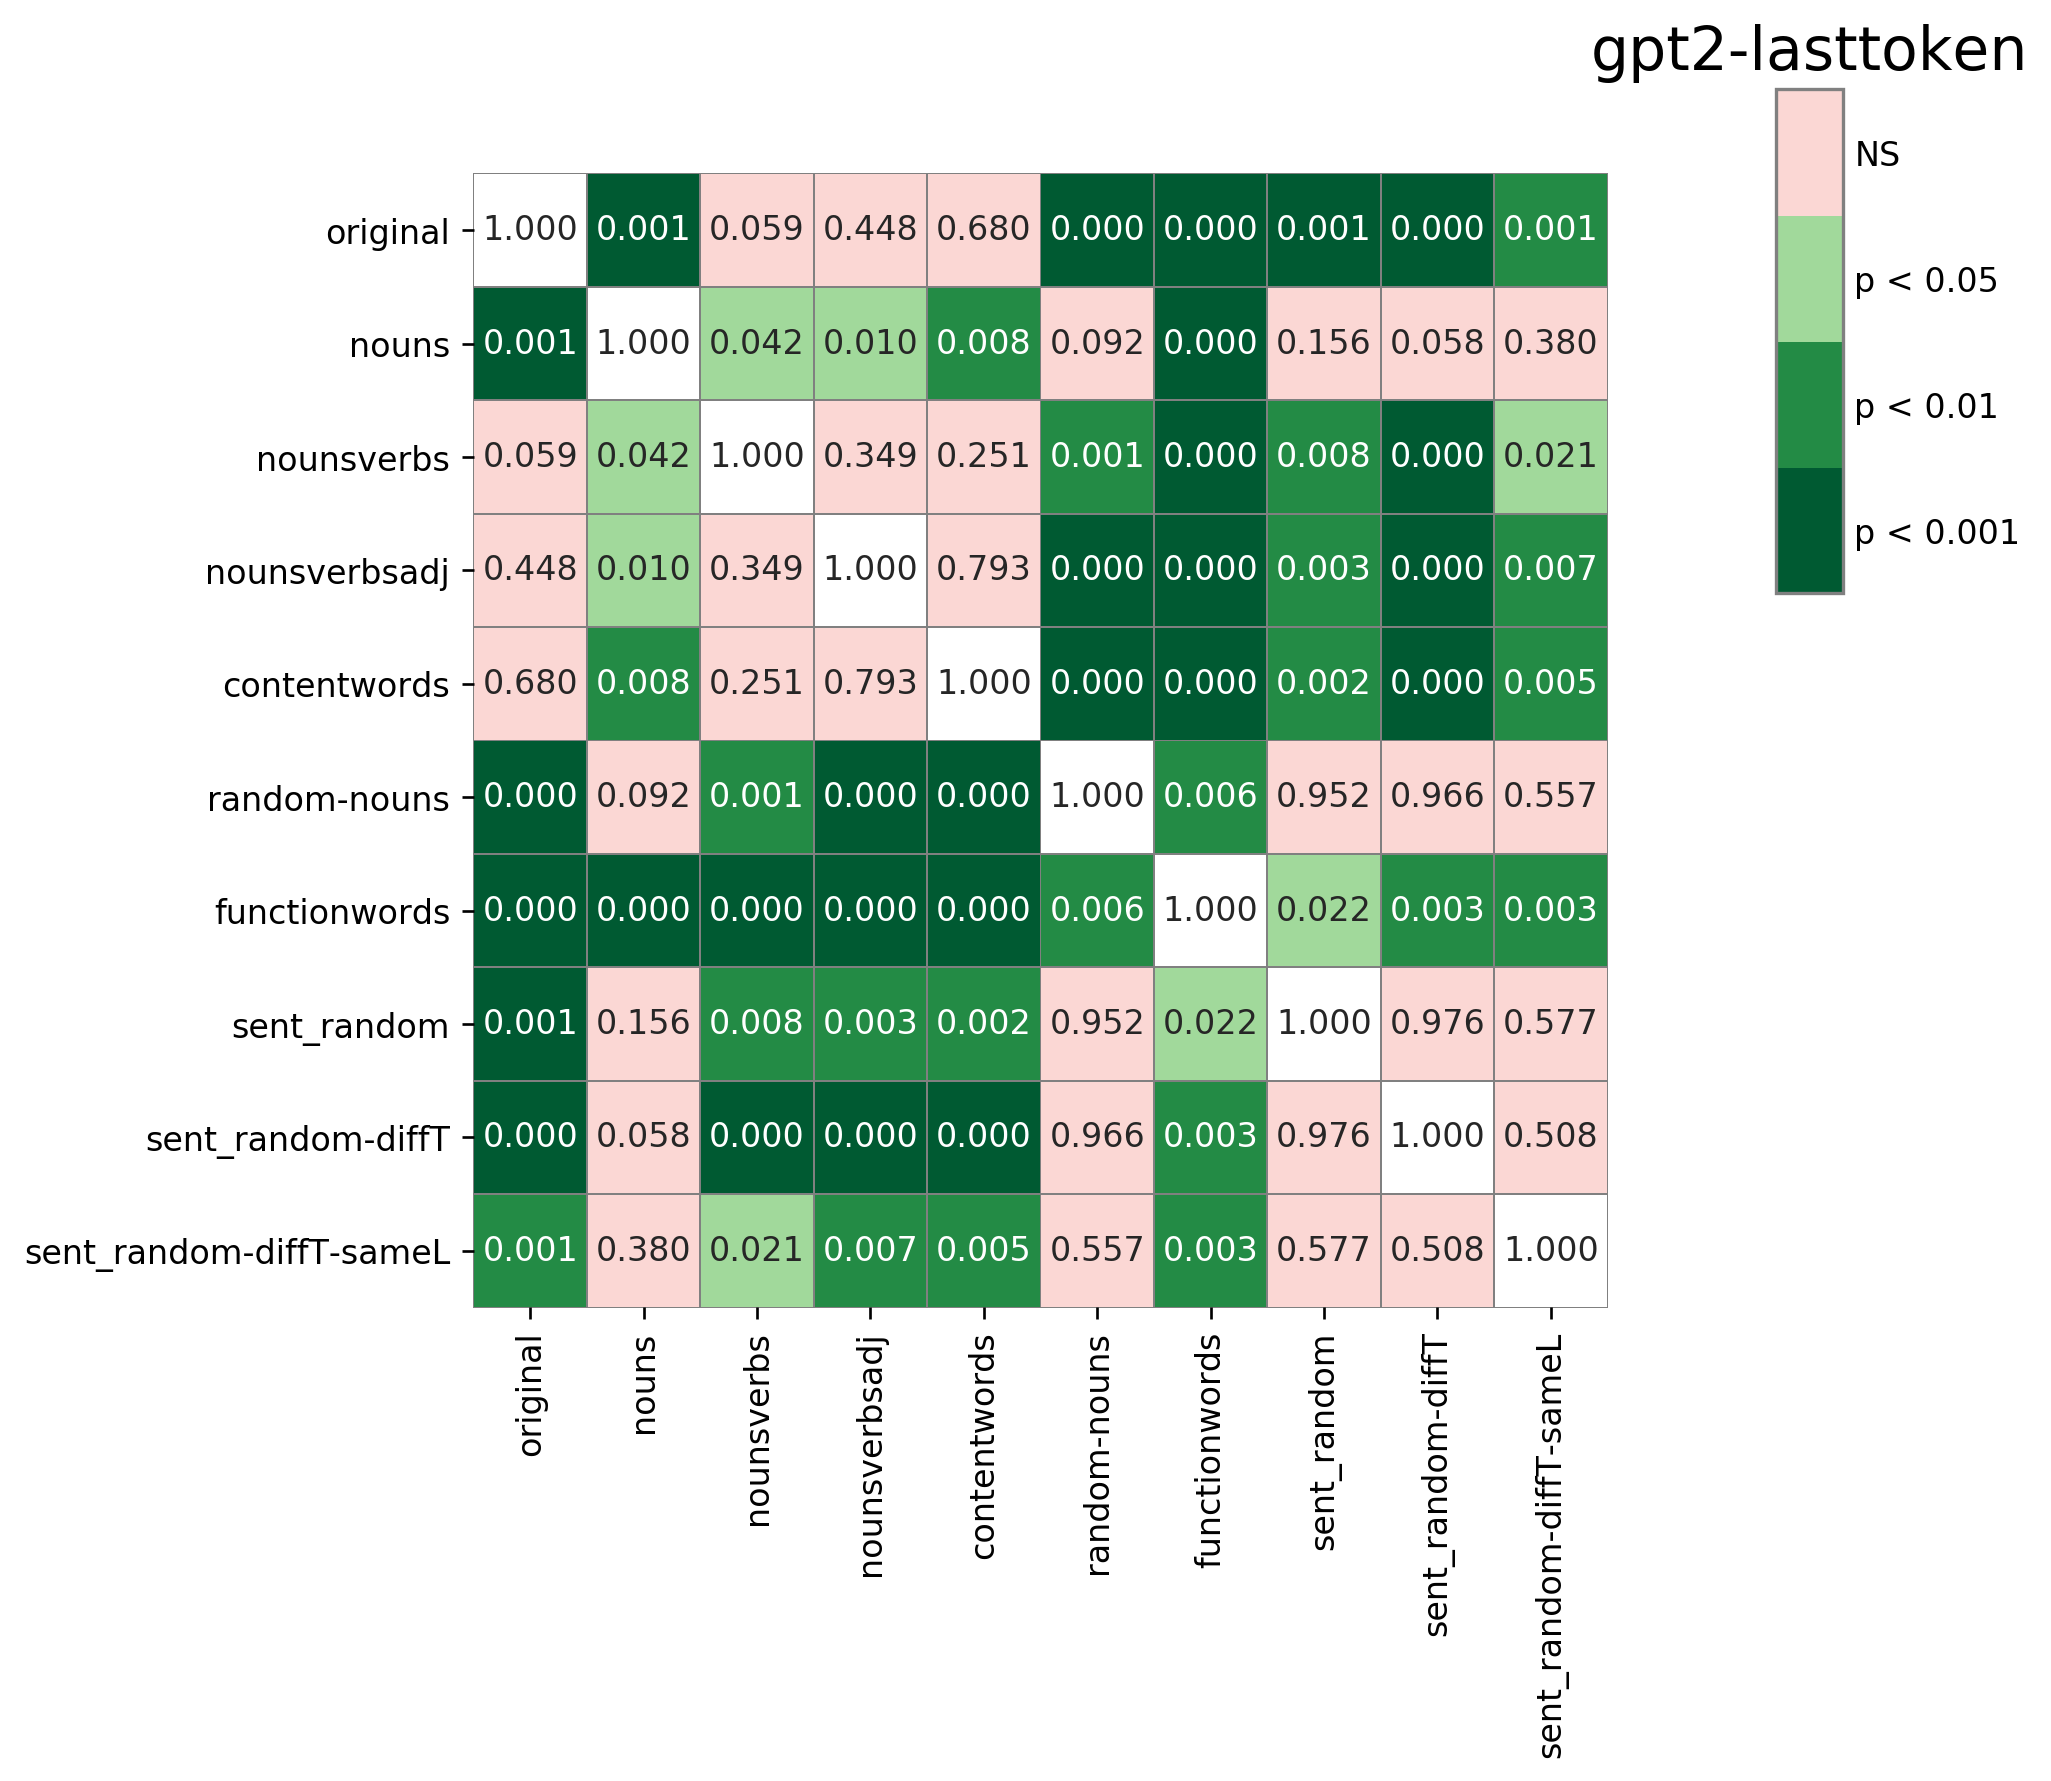 gpt2-lasttoken
NS
p < 0.05
p < 0.01
p < 0.001
original 1.000 0.001 0.059 0.448 0.680 0.000 0.000 0.001 0.000 0.001
nouns 0.001 1.000 0.042 0.010 0.008 0.092 0.000 0.156 0.058 0.380
nounsverbs 0.059 0.042 1.000 0.349 0.251 0.001 0.000 0.008 0.000 0.021
nounsverbsadj 0.448 0.010 0.349 1.000 0.793 0.000 0.000 0.003 0.000 0.007
contentwords 0.680 0.008 0.251 0.793 1.000 0.000 0.000 0.002 0.000 0.005
random-nouns 0.000 0.092 0.001 0.000 0.000 1.000 0.006 0.952 0.966 0.557
functionwords 0.000 0.000 0.000 0.000 0.000 0.006 1.000 0.022 0.003 0.003
sent_random 0.001 0.156 0.008 0.003 0.002 0.952 0.022 1.000 0.976 0.577
sent_random-diffT 0.000 0.058 0.000 0.000 0.000 0.966 0.003 0.976 1.000 0.508
sent_random-diffT-sameL 0.001 0.380 0.021 0.007 0.005 0.557 0.003 0.577 0.508 1.000
original
nouns
nounsverbs
nounsverbsadj
contentwords
random-nouns
functionwords
sent_random
sent_random-diffT
sent_random-diffT-sameL